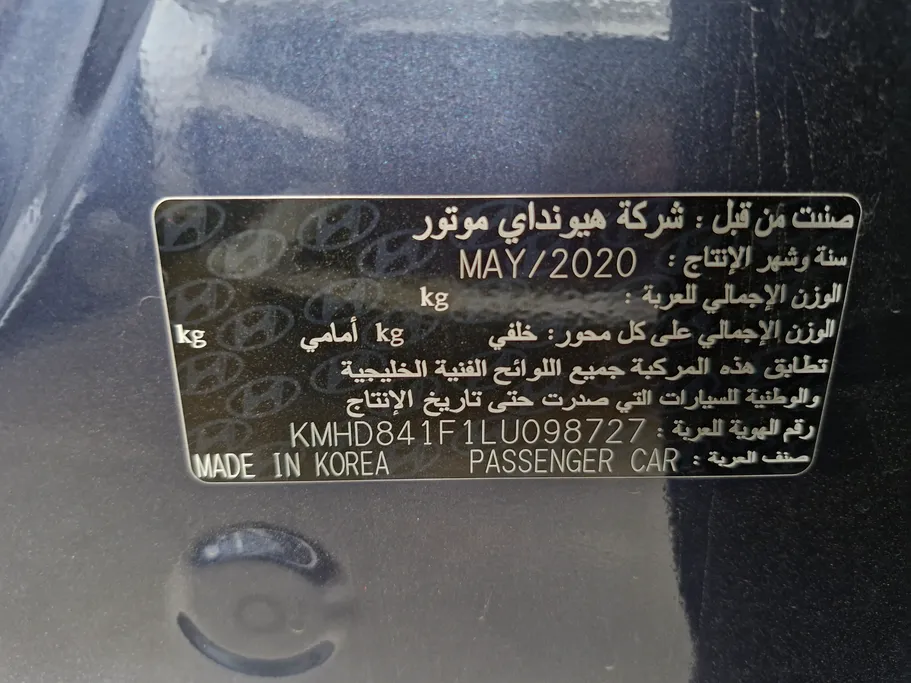 صنعت من قبل : شركة هيونداي موتور
سنة وشهر الإنتاج : MAY/2020
الوزن الإجمالي للعربة : kg
الوزن الإجمالي على كل محور: خلفي kg أمامي kg
تطابق هذه المركبة جميع اللوائح الفنية الخليجية
والوطنية للسيارات التي صدرت حتى تاريخ الإنتاج
رقم الهوية للعربة : KMHD841F1LU098727
صنف العربة : PASSENGER CAR MADE IN KOREA